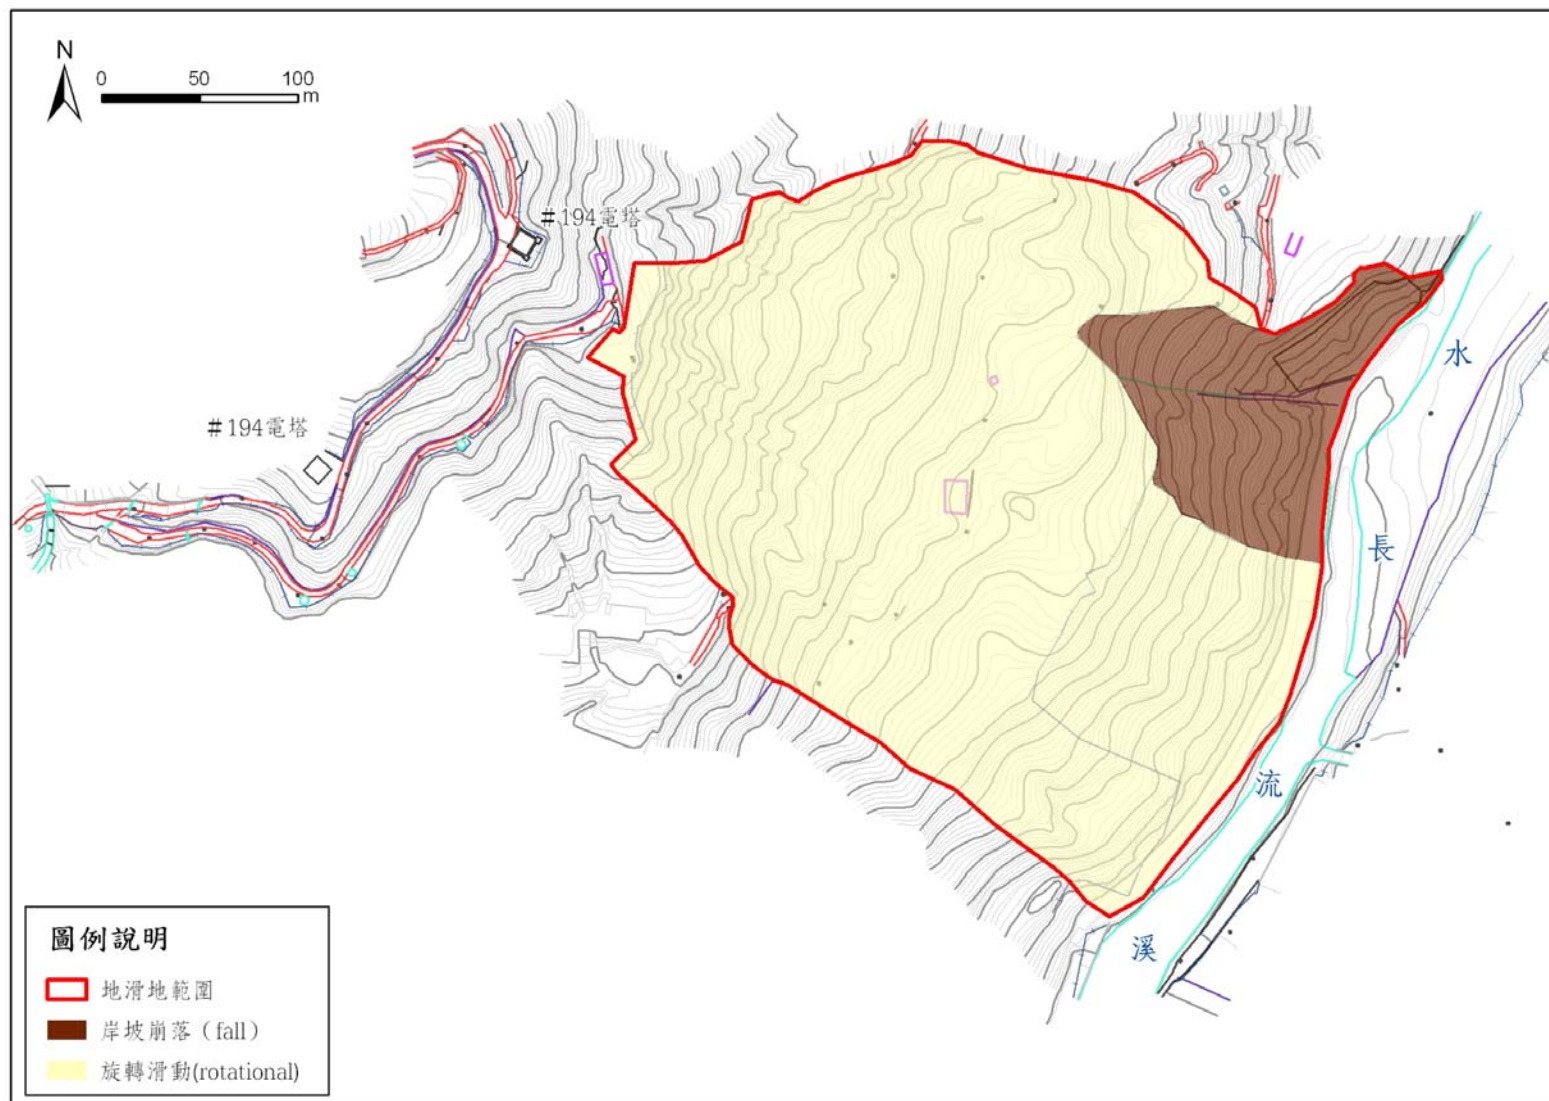 N
0 50 100
m
#194電塔
#194電塔
水
長
流
溪
圖例說明
地滑地範圍
岸坡崩落（fall）
旋轉滑動(rotational)